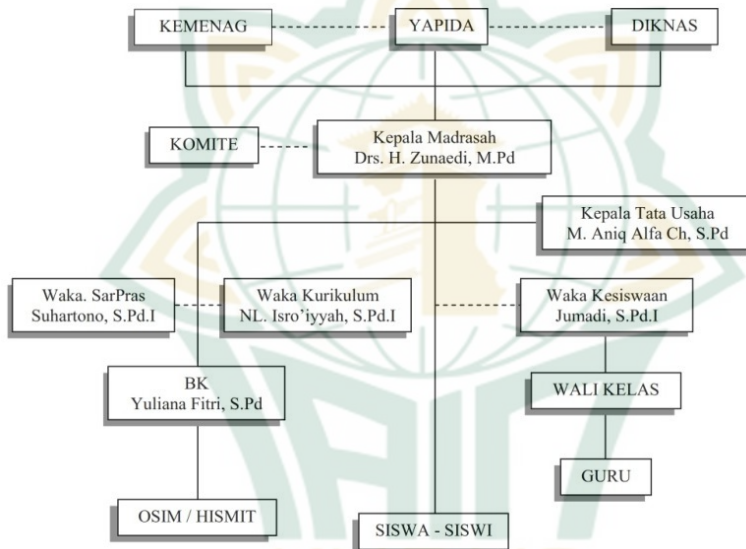 KEMENAG
YAPIDA
DIKNAS
KOMITE
Kepala Madrasah
Drs. H. Zunaedi, M.Pd
Kepala Tata Usaha
M. Aniq Alfa Ch, S.Pd
Waka. SarPras
Suhartono, S.Pd.I
Waka Kurikulum
NL. Isro’iyyah, S.Pd.I
Waka Kesiswaan
Jumadi, S.Pd.I
BK
Yuliana Fitri, S.Pd
WALI KELAS
GURU
OSIM / HISMIT
SISWA - SISWI